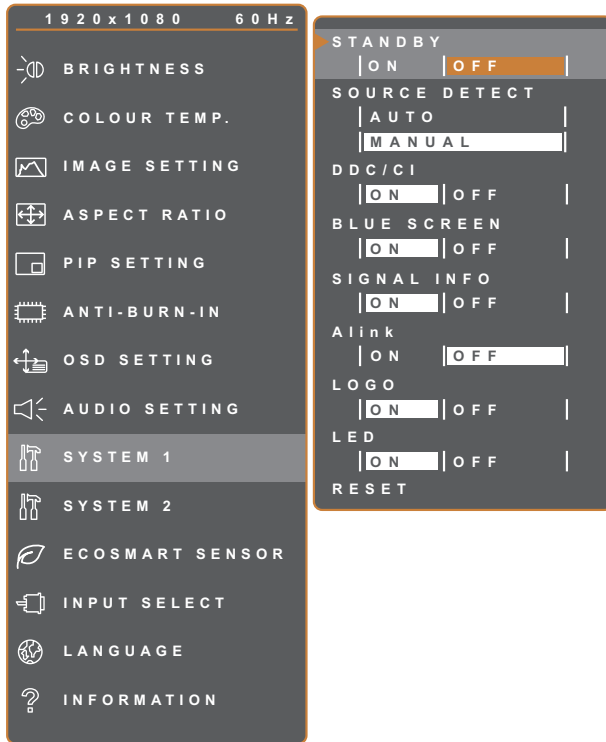 1920x1080 60Hz
BRIGHTNESS
COLOUR TEMP.
IMAGE SETTING
ASPECT RATIO
PIP SETTING
ANTI-BURN-IN
OSD SETTING
AUDIO SETTING
SYSTEM 1
SYSTEM 2
ECOSMART SENSOR
INPUT SELECT
LANGUAGE
INFORMATION
STANDBY
ON OFF
SOURCE DETECT
AUTO
MANUAL
DDC/CI
ON OFF
BLUE SCREEN
ON OFF
SIGNAL INFO
ON OFF
Alink
ON OFF
LOGO
ON OFF
LED
ON OFF
RESET